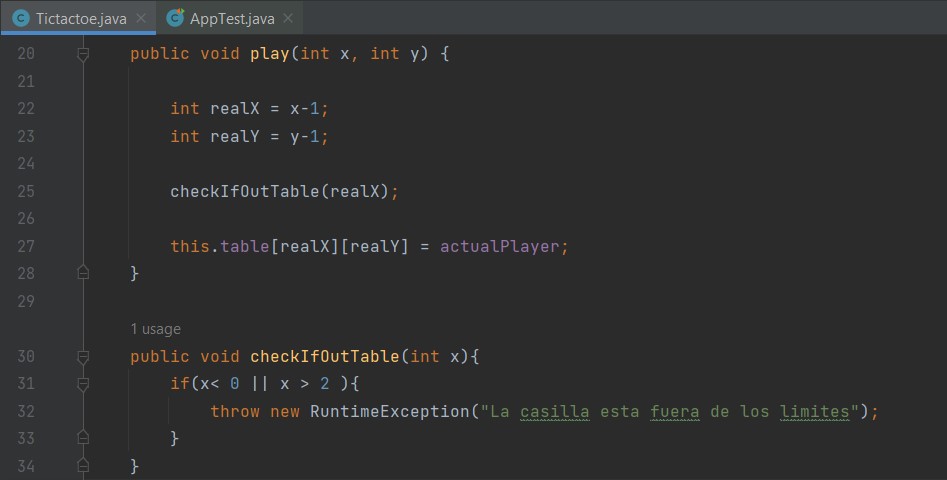 Tictactoe.java × AppTest.java ×
20 public void play(int x, int y) {
21
22 int realX = x-1;
23 int realY = y-1;
24
25 checkIfOutTable(realX);
26
27 this.table[realX][realY] = actualPlayer;
28 }
29
1 usage
30 public void checkIfOutTable(int x){
31 if(x< 0 || x > 2 ){
32 throw new RuntimeException("La casilla esta fuera de los limites");
33 }
34 }